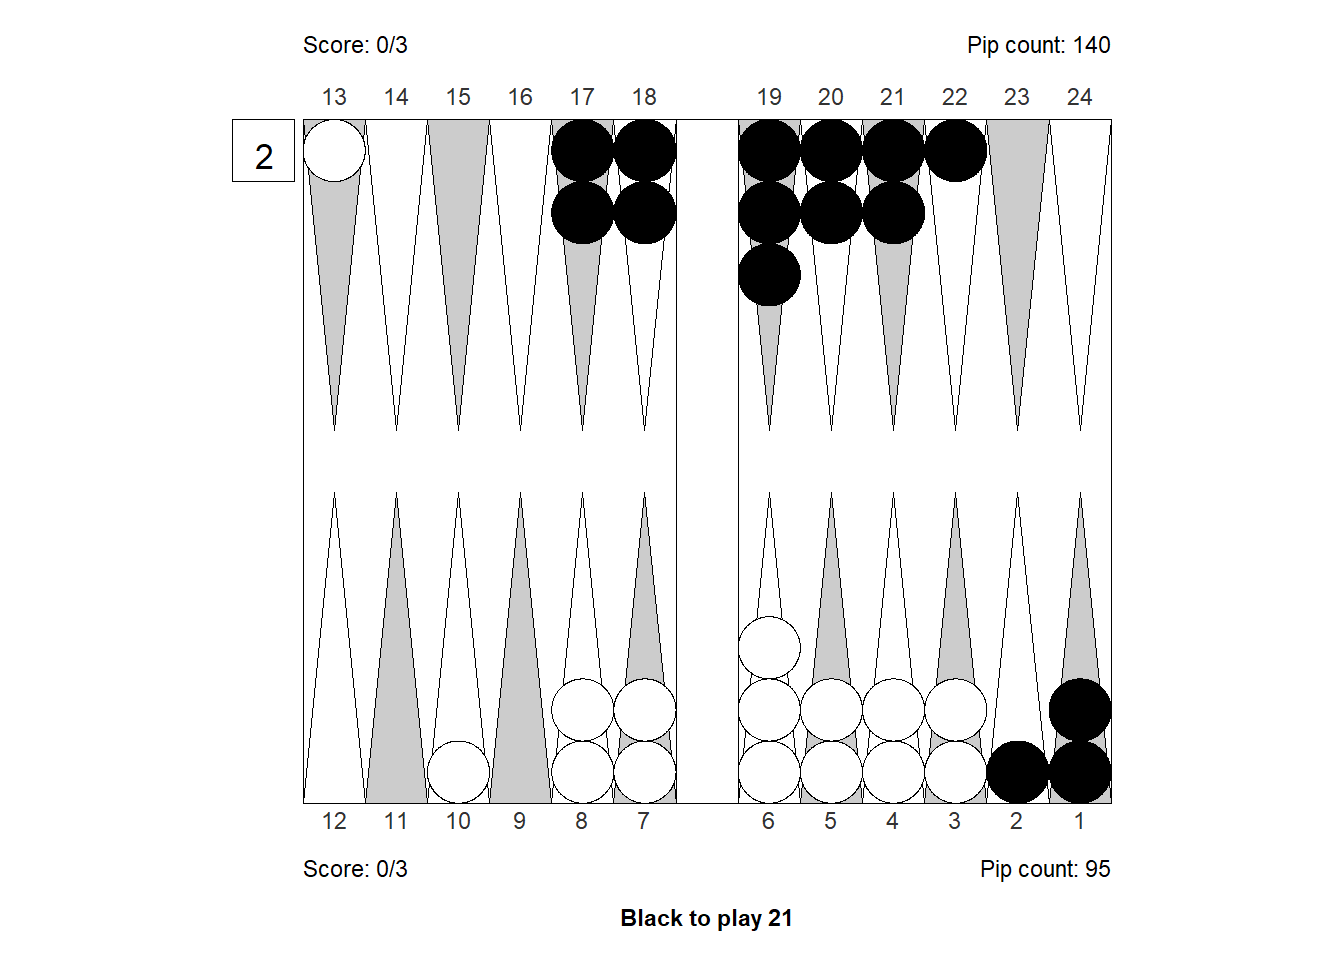 Score: 0/3 Pip count: 140
13 14 15 16 17 18 19 20 21 22 23 24
2
12 11 10 9 8 7 6 5 4 3 2 1
Score: 0/3 Pip count: 95
Black to play 21